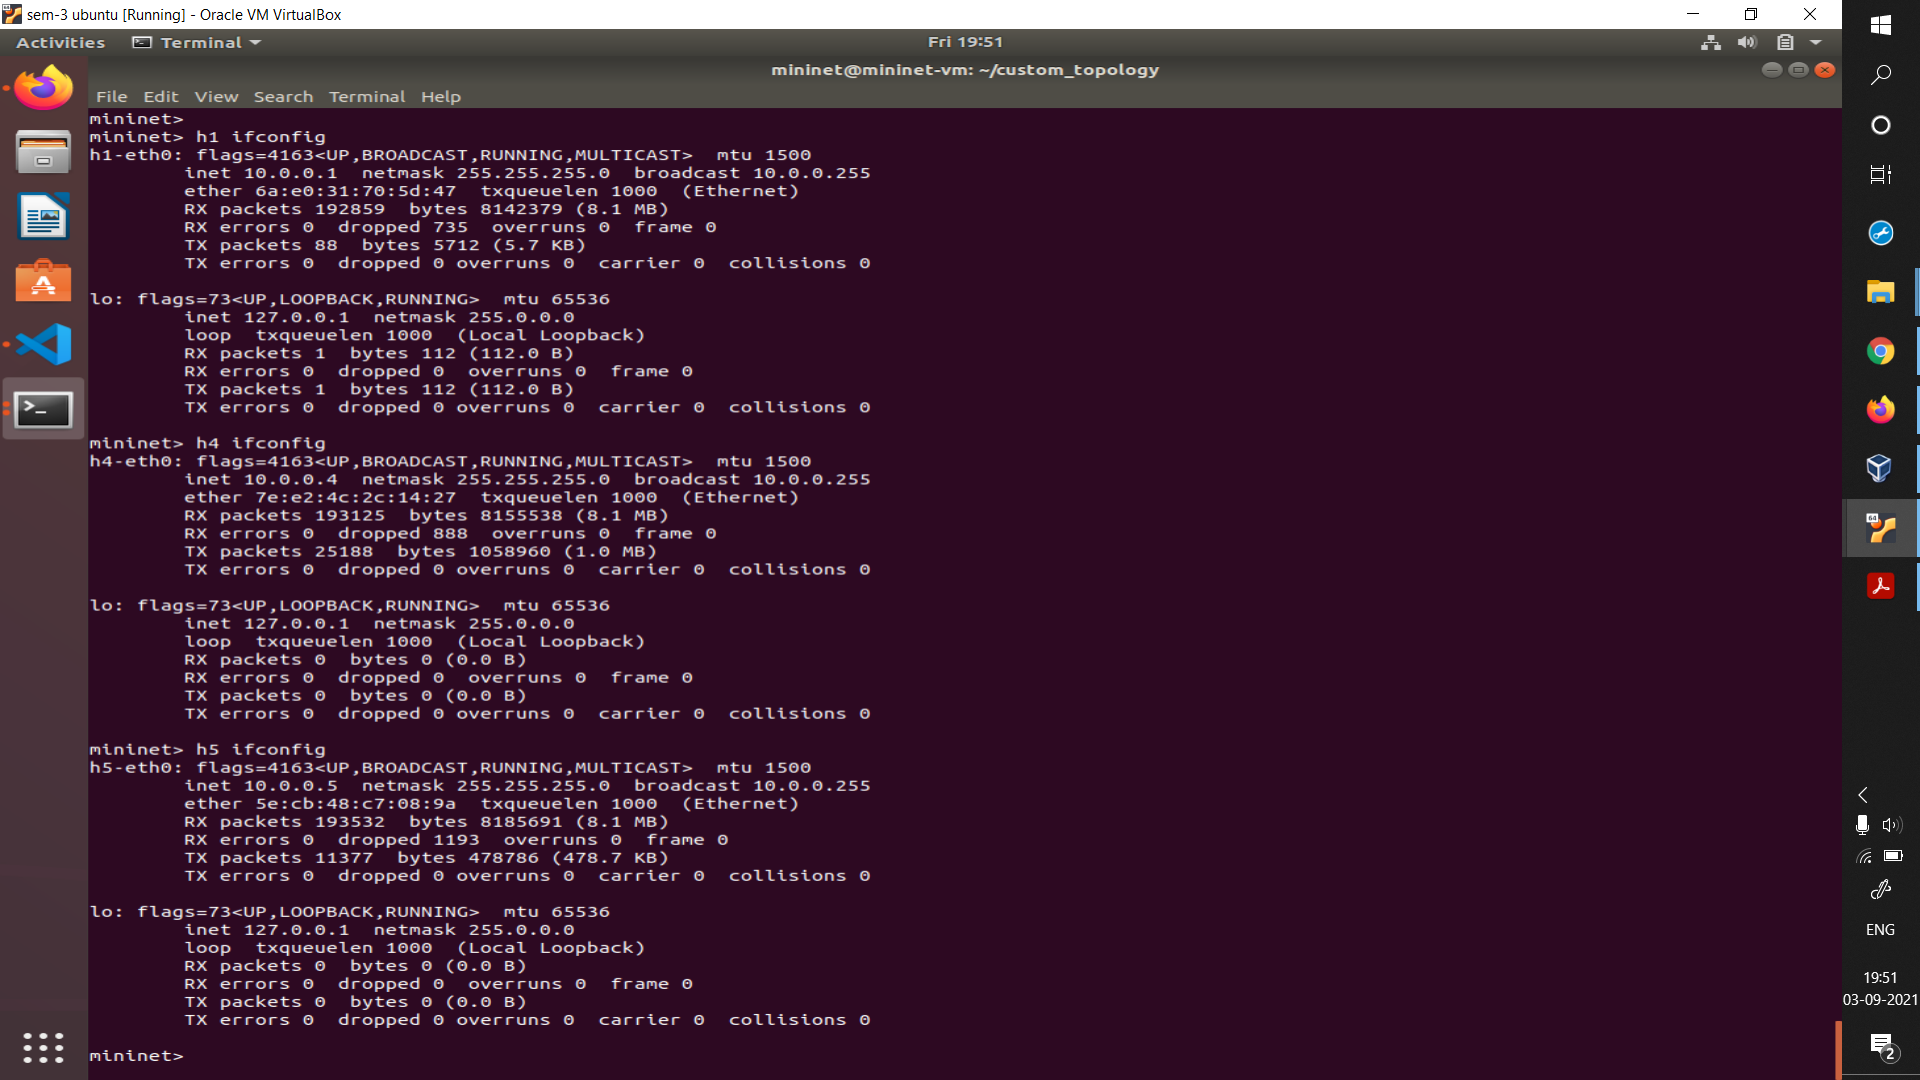 sem-3 ubuntu [Running] - Oracle VM VirtualBox
Activities Terminal Fri 19:51
mininet@mininet-vm: ~/custom_topology
File Edit View Search Terminal Help
mininet>
mininet> h1 ifconfig
h1-eth0: flags=4163<UP,BROADCAST,RUNNING,MULTICAST>  mtu 1500
        inet 10.0.0.1  netmask 255.255.255.0  broadcast 10.0.0.255
        ether 6a:e0:31:70:5d:47  txqueuelen 1000  (Ethernet)
        RX packets 192859  bytes 8142379 (8.1 MB)
        RX errors 0  dropped 735  overruns 0  frame 0
        TX packets 88  bytes 5712 (5.7 KB)
        TX errors 0  dropped 0 overruns 0  carrier 0  collisions 0

lo: flags=73<UP,LOOPBACK,RUNNING>  mtu 65536
        inet 127.0.0.1  netmask 255.0.0.0
        loop  txqueuelen 1000  (Local Loopback)
        RX packets 1  bytes 112 (112.0 B)
        RX errors 0  dropped 0  overruns 0  frame 0
        TX packets 1  bytes 112 (112.0 B)
        TX errors 0  dropped 0 overruns 0  carrier 0  collisions 0

mininet> h4 ifconfig
h4-eth0: flags=4163<UP,BROADCAST,RUNNING,MULTICAST>  mtu 1500
        inet 10.0.0.4  netmask 255.255.255.0  broadcast 10.0.0.255
        ether 7e:e2:4c:2c:14:27  txqueuelen 1000  (Ethernet)
        RX packets 193125  bytes 8155538 (8.1 MB)
        RX errors 0  dropped 888  overruns 0  frame 0
        TX packets 25188  bytes 1058960 (1.0 MB)
        TX errors 0  dropped 0 overruns 0  carrier 0  collisions 0

lo: flags=73<UP,LOOPBACK,RUNNING>  mtu 65536
        inet 127.0.0.1  netmask 255.0.0.0
        loop  txqueuelen 1000  (Local Loopback)
        RX packets 0  bytes 0 (0.0 B)
        RX errors 0  dropped 0  overruns 0  frame 0
        TX packets 0  bytes 0 (0.0 B)
        TX errors 0  dropped 0 overruns 0  carrier 0  collisions 0

mininet> h5 ifconfig
h5-eth0: flags=4163<UP,BROADCAST,RUNNING,MULTICAST>  mtu 1500
        inet 10.0.0.5  netmask 255.255.255.0  broadcast 10.0.0.255
        ether 5e:cb:48:c7:08:9a  txqueuelen 1000  (Ethernet)
        RX packets 193532  bytes 8185691 (8.1 MB)
        RX errors 0  dropped 1193  overruns 0  frame 0
        TX packets 11377  bytes 478786 (478.7 KB)
        TX errors 0  dropped 0 overruns 0  carrier 0  collisions 0

lo: flags=73<UP,LOOPBACK,RUNNING>  mtu 65536
        inet 127.0.0.1  netmask 255.0.0.0
        loop  txqueuelen 1000  (Local Loopback)
        RX packets 0  bytes 0 (0.0 B)
        RX errors 0  dropped 0  overruns 0  frame 0
        TX packets 0  bytes 0 (0.0 B)
        TX errors 0  dropped 0 overruns 0  carrier 0  collisions 0

mininet>
64
ENG
19:51
03-09-2021
2